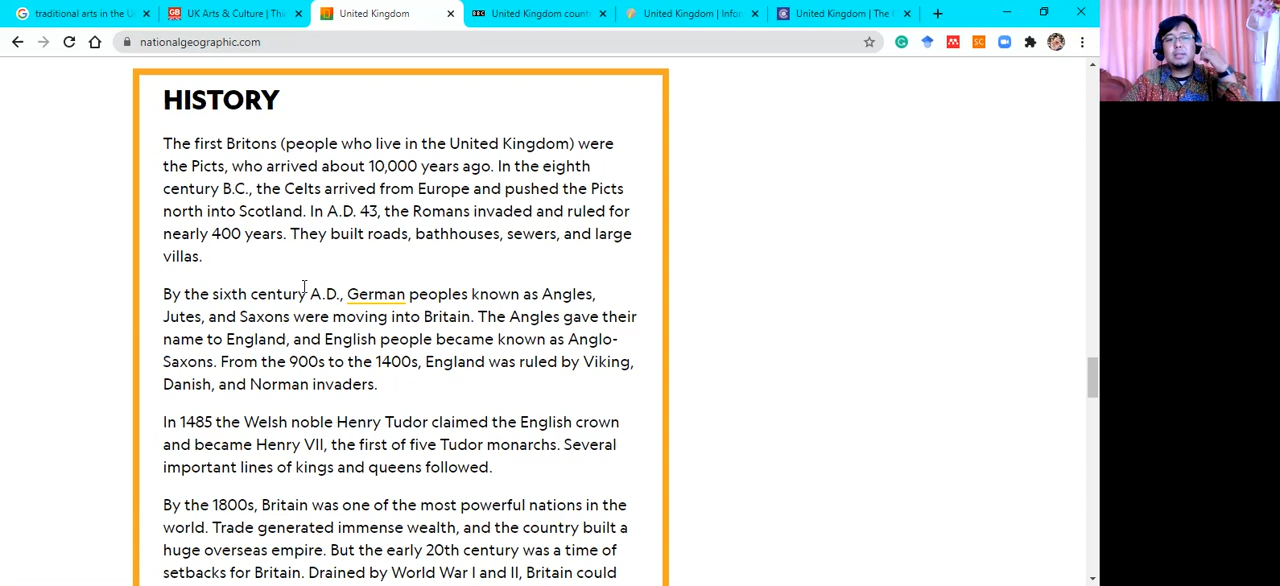 traditional arts in the U
UK Arts & Culture | Thi
United Kingdom
United Kingdom count
United Kingdom | Infor
United Kingdom | The
nationalgeographic.com
HISTORY
The first Britons (people who live in the United Kingdom) were
the Picts, who arrived about 10,000 years ago. In the eighth
century B.C., the Celts arrived from Europe and pushed the Picts
north into Scotland. In A.D. 43, the Romans invaded and ruled for
nearly 400 years. They built roads, bathhouses, sewers, and large
villas.
By the sixth century A.D., German peoples known as Angles,
Jutes, and Saxons were moving into Britain. The Angles gave their
name to England, and English people became known as Anglo-
Saxons. From the 900s to the 1400s, England was ruled by Viking,
Danish, and Norman invaders.
In 1485 the Welsh noble Henry Tudor claimed the English crown
and became Henry VII, the first of five Tudor monarchs. Several
important lines of kings and queens followed.
By the 1800s, Britain was one of the most powerful nations in the
world. Trade generated immense wealth, and the country built a
huge overseas empire. But the early 20th century was a time of
setbacks for Britain. Drained by World War I and II, Britain could